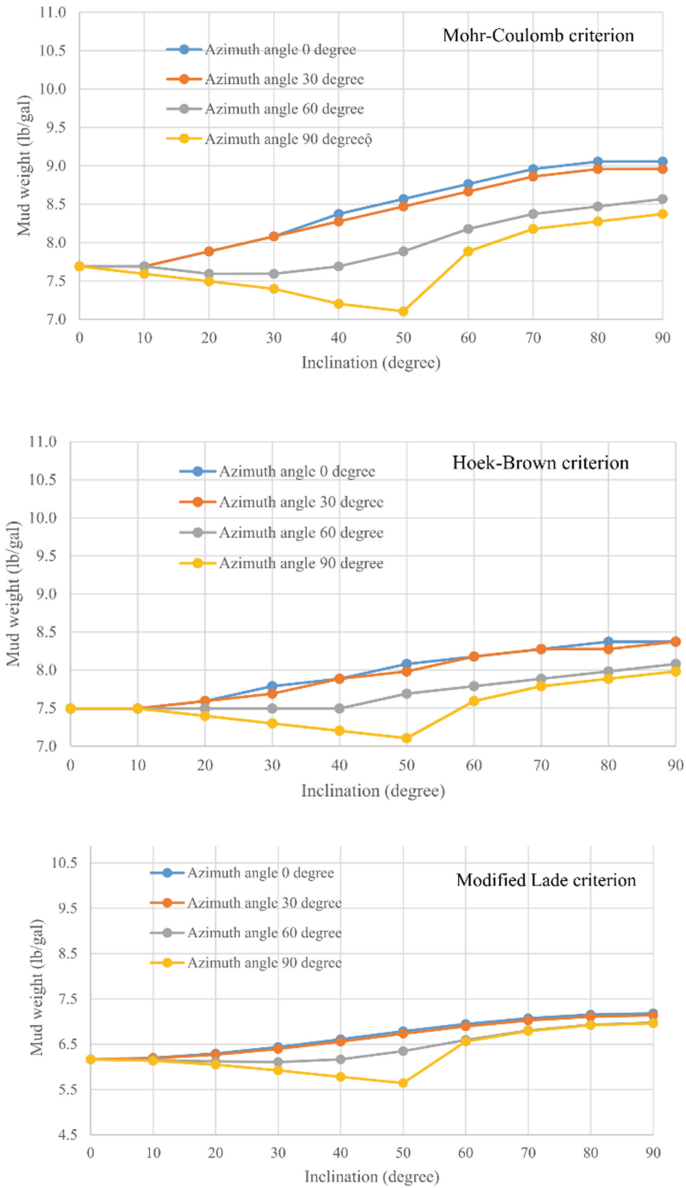 11.0
Mohr-Coulomb criterion
10.5
Azimuth angle 0 degree
10.0
Azimuth angle 30 degree
9.5
Azimuth angle 60 degree
9.0
Azimuth angle 90 degreeộ
8.5
8.0
7.5
7.0
Mud weight (lb/gal)
0 10 20 30 40 50 60 70 80 90
Inclination (degree)
11.0
Hoek-Brown criterion
10.5
Azimuth angle 0 degree
10.0
Azimuth angle 30 degree
9.5
Azimuth angle 60 degree
9.0
Azimuth angle 90 degree
8.5
8.0
7.5
7.0
Mud weight (lb/gal)
0 10 20 30 40 50 60 70 80 90
Inclination (degree)
10.5
Azimuth angle 0 degree
Modified Lade criterion
9.5
Azimuth angle 30 degree
8.5
Azimuth angle 60 degree
Azimuth angle 90 degree
7.5
6.5
5.5
4.5
Mud weight (lb/gal)
0 10 20 30 40 50 60 70 80 90
Inclination (degree)